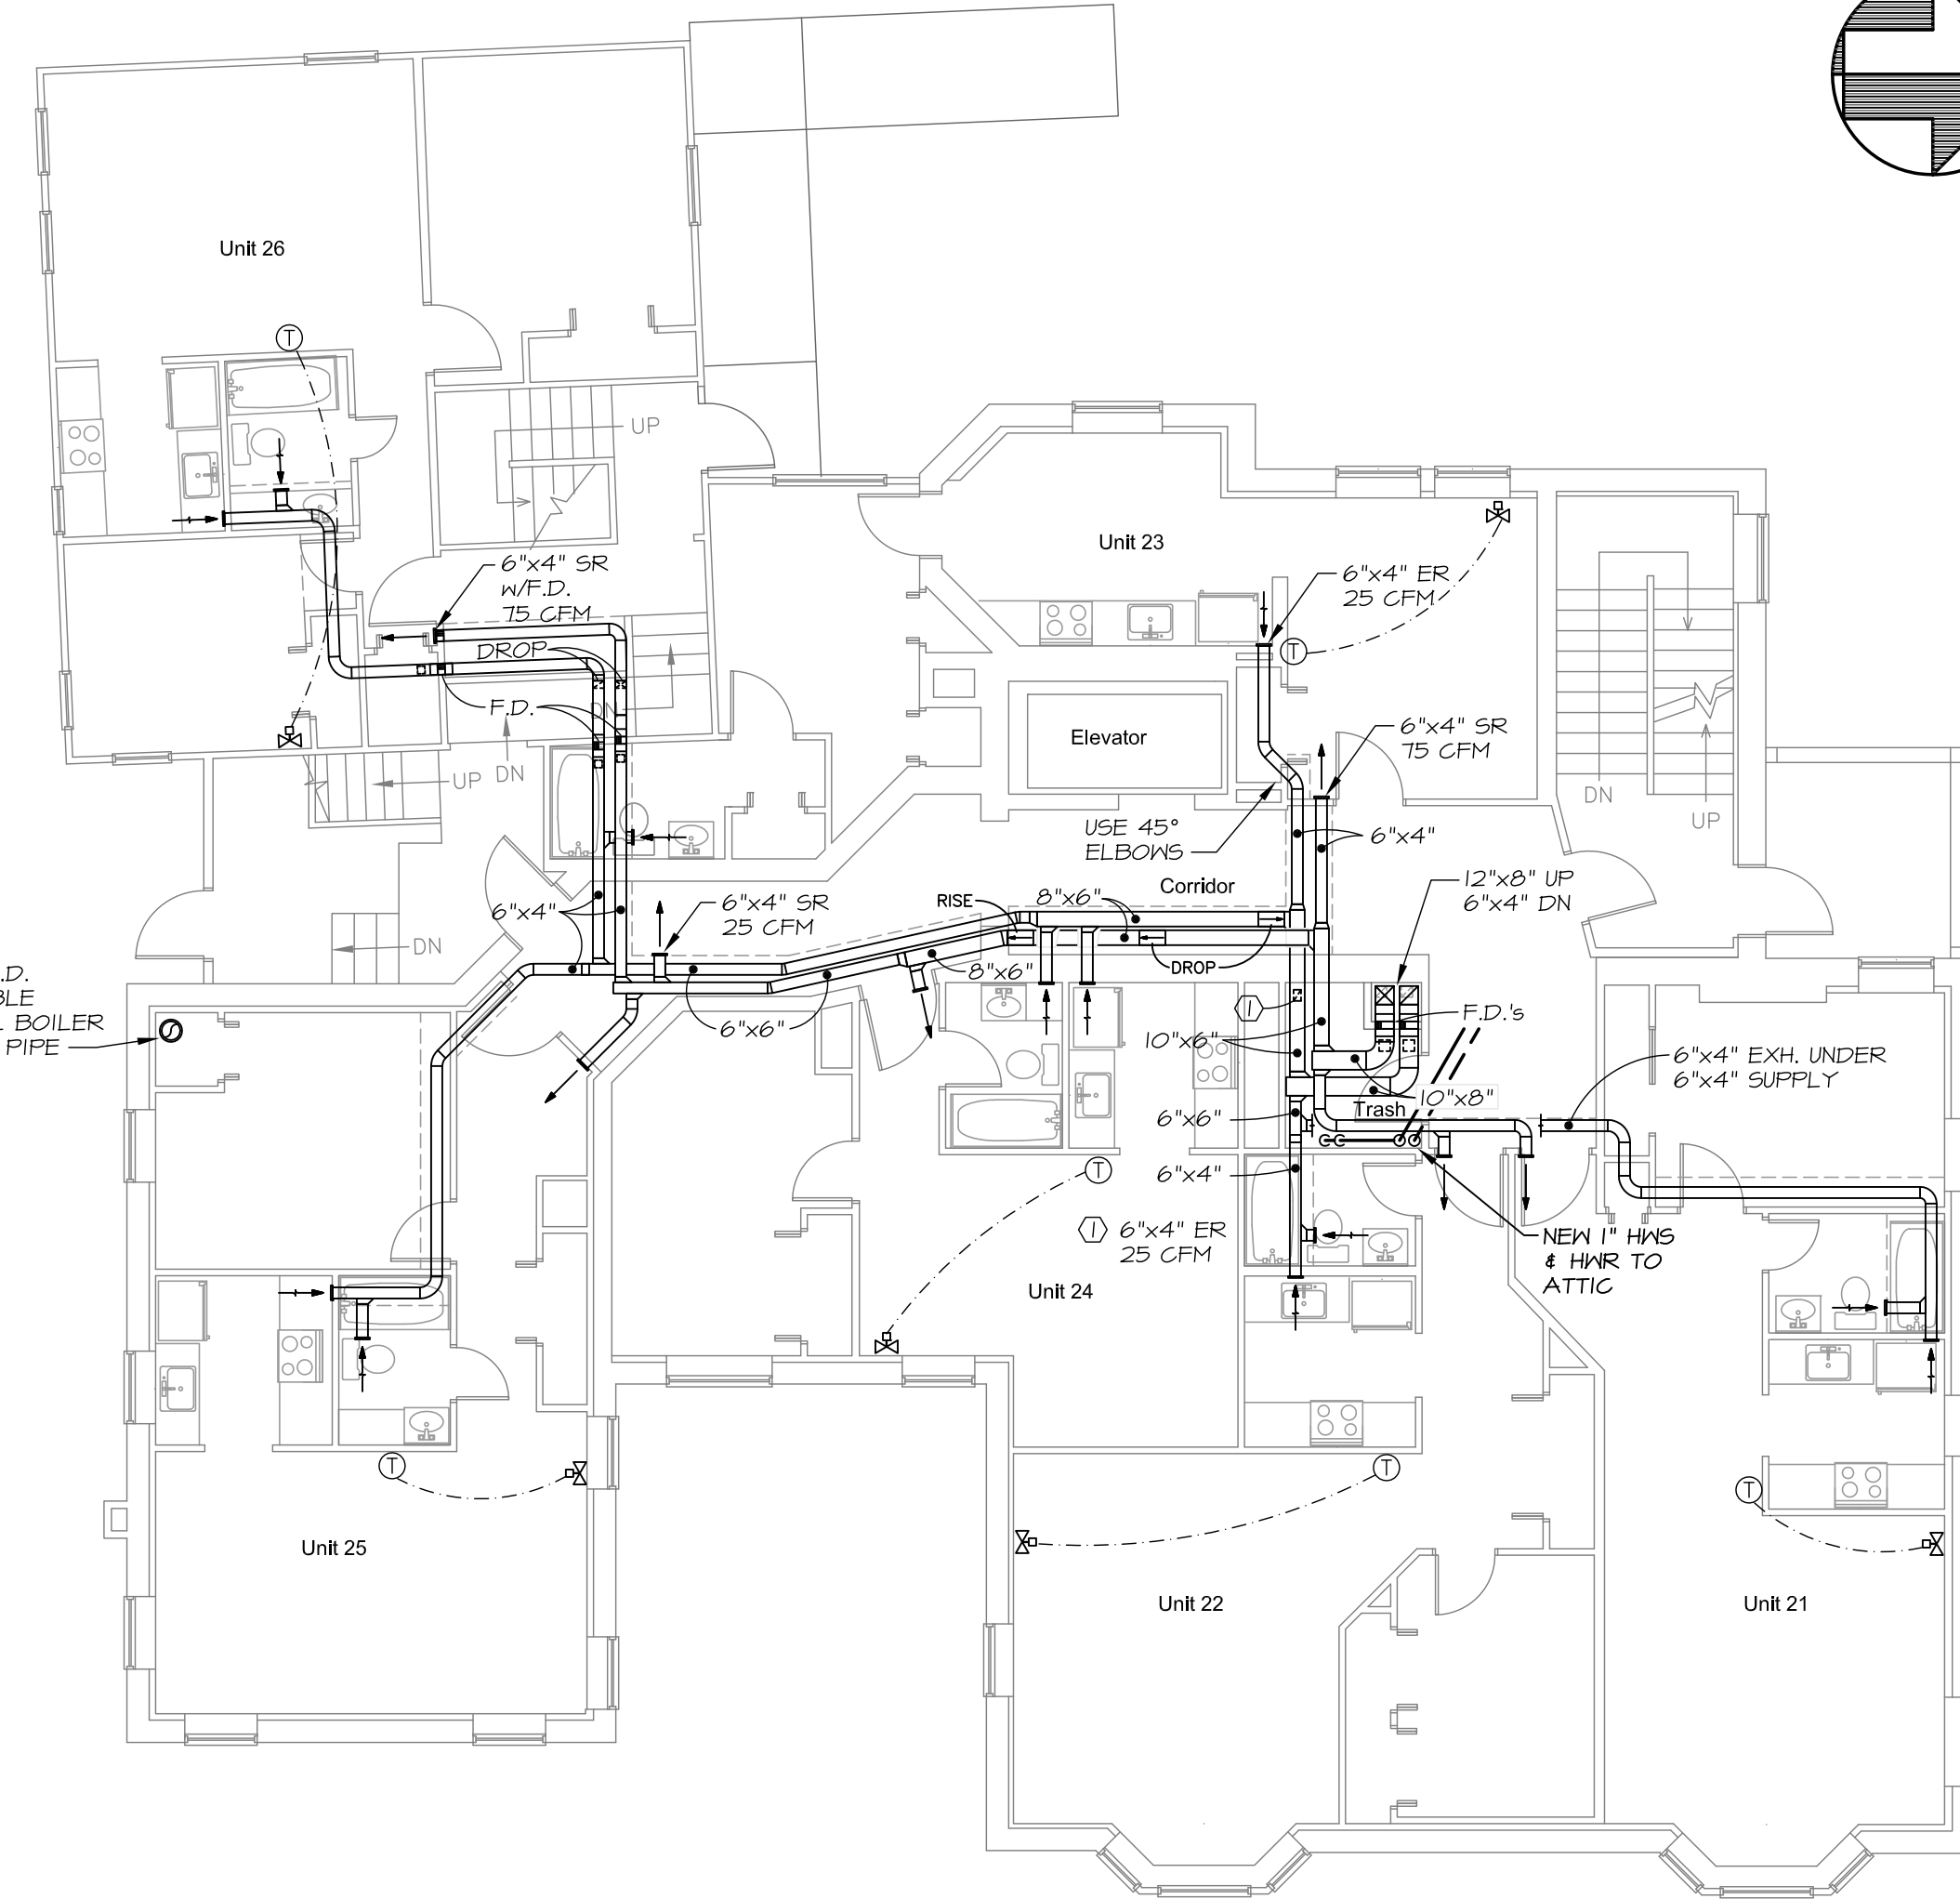 Unit 26
T
UP
6"x4" SR
W/F.D.
75 CFM
DROP
F.D.
DN
UP
DN
DN
6"x4"
6"x4" SR
25 CFM
Unit 23
6"x4" ER
25 CFM
T
Elevator
6"x4" SR
75 CFM
USE 45°
ELBOWS
6"x4"
Corridor
RISE
8"x6"
12"x8" UP
6"x4" DN
DN
UP
8"x6"
DROP
6"x6"
1
10"x6"
F.D.'s
6"x4" EXH. UNDER
6"x4" SUPPLY
10"x8"
Trash
6"x6"
6"x4"
T
1 6"x4" ER
25 CFM
NEW 1" HWS
& HWR TO
ATTIC
.D.
BLE
L BOILER
PIPE
Unit 24
T
T
T
Unit 25
Unit 22
Unit 21